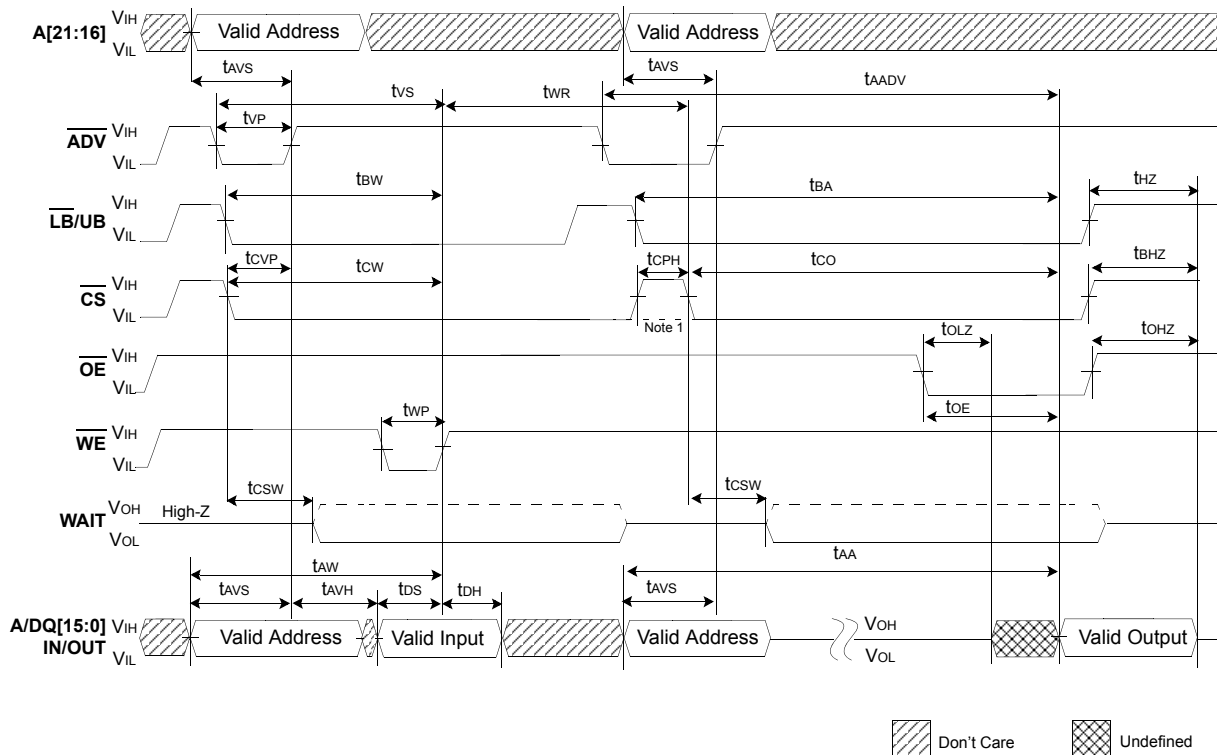 A[21:16] VIH Valid Address Valid Address
VIL
tAVS tAVS tAADV
tVS tWR
ADV VIH tVP
VIL
tBW tBA tHZ
LB/UB VIH
VIL
tCVP tCW tCPH tCO tBHZ
CS VIH
VIL Note 1
tOLZ tOHZ
OE VIH
VIL
tWP tOE
WE VIH
VIL
tCSW tCSW
WAIT VOH High-Z
VOL
tAW tAA
tAVS tAVH tDS tDH tAVS
A/DQ[15:0] VIH Valid Address Valid Input Valid Address VOH Valid Output
IN/OUT VIL VOL
Don't Care Undefined